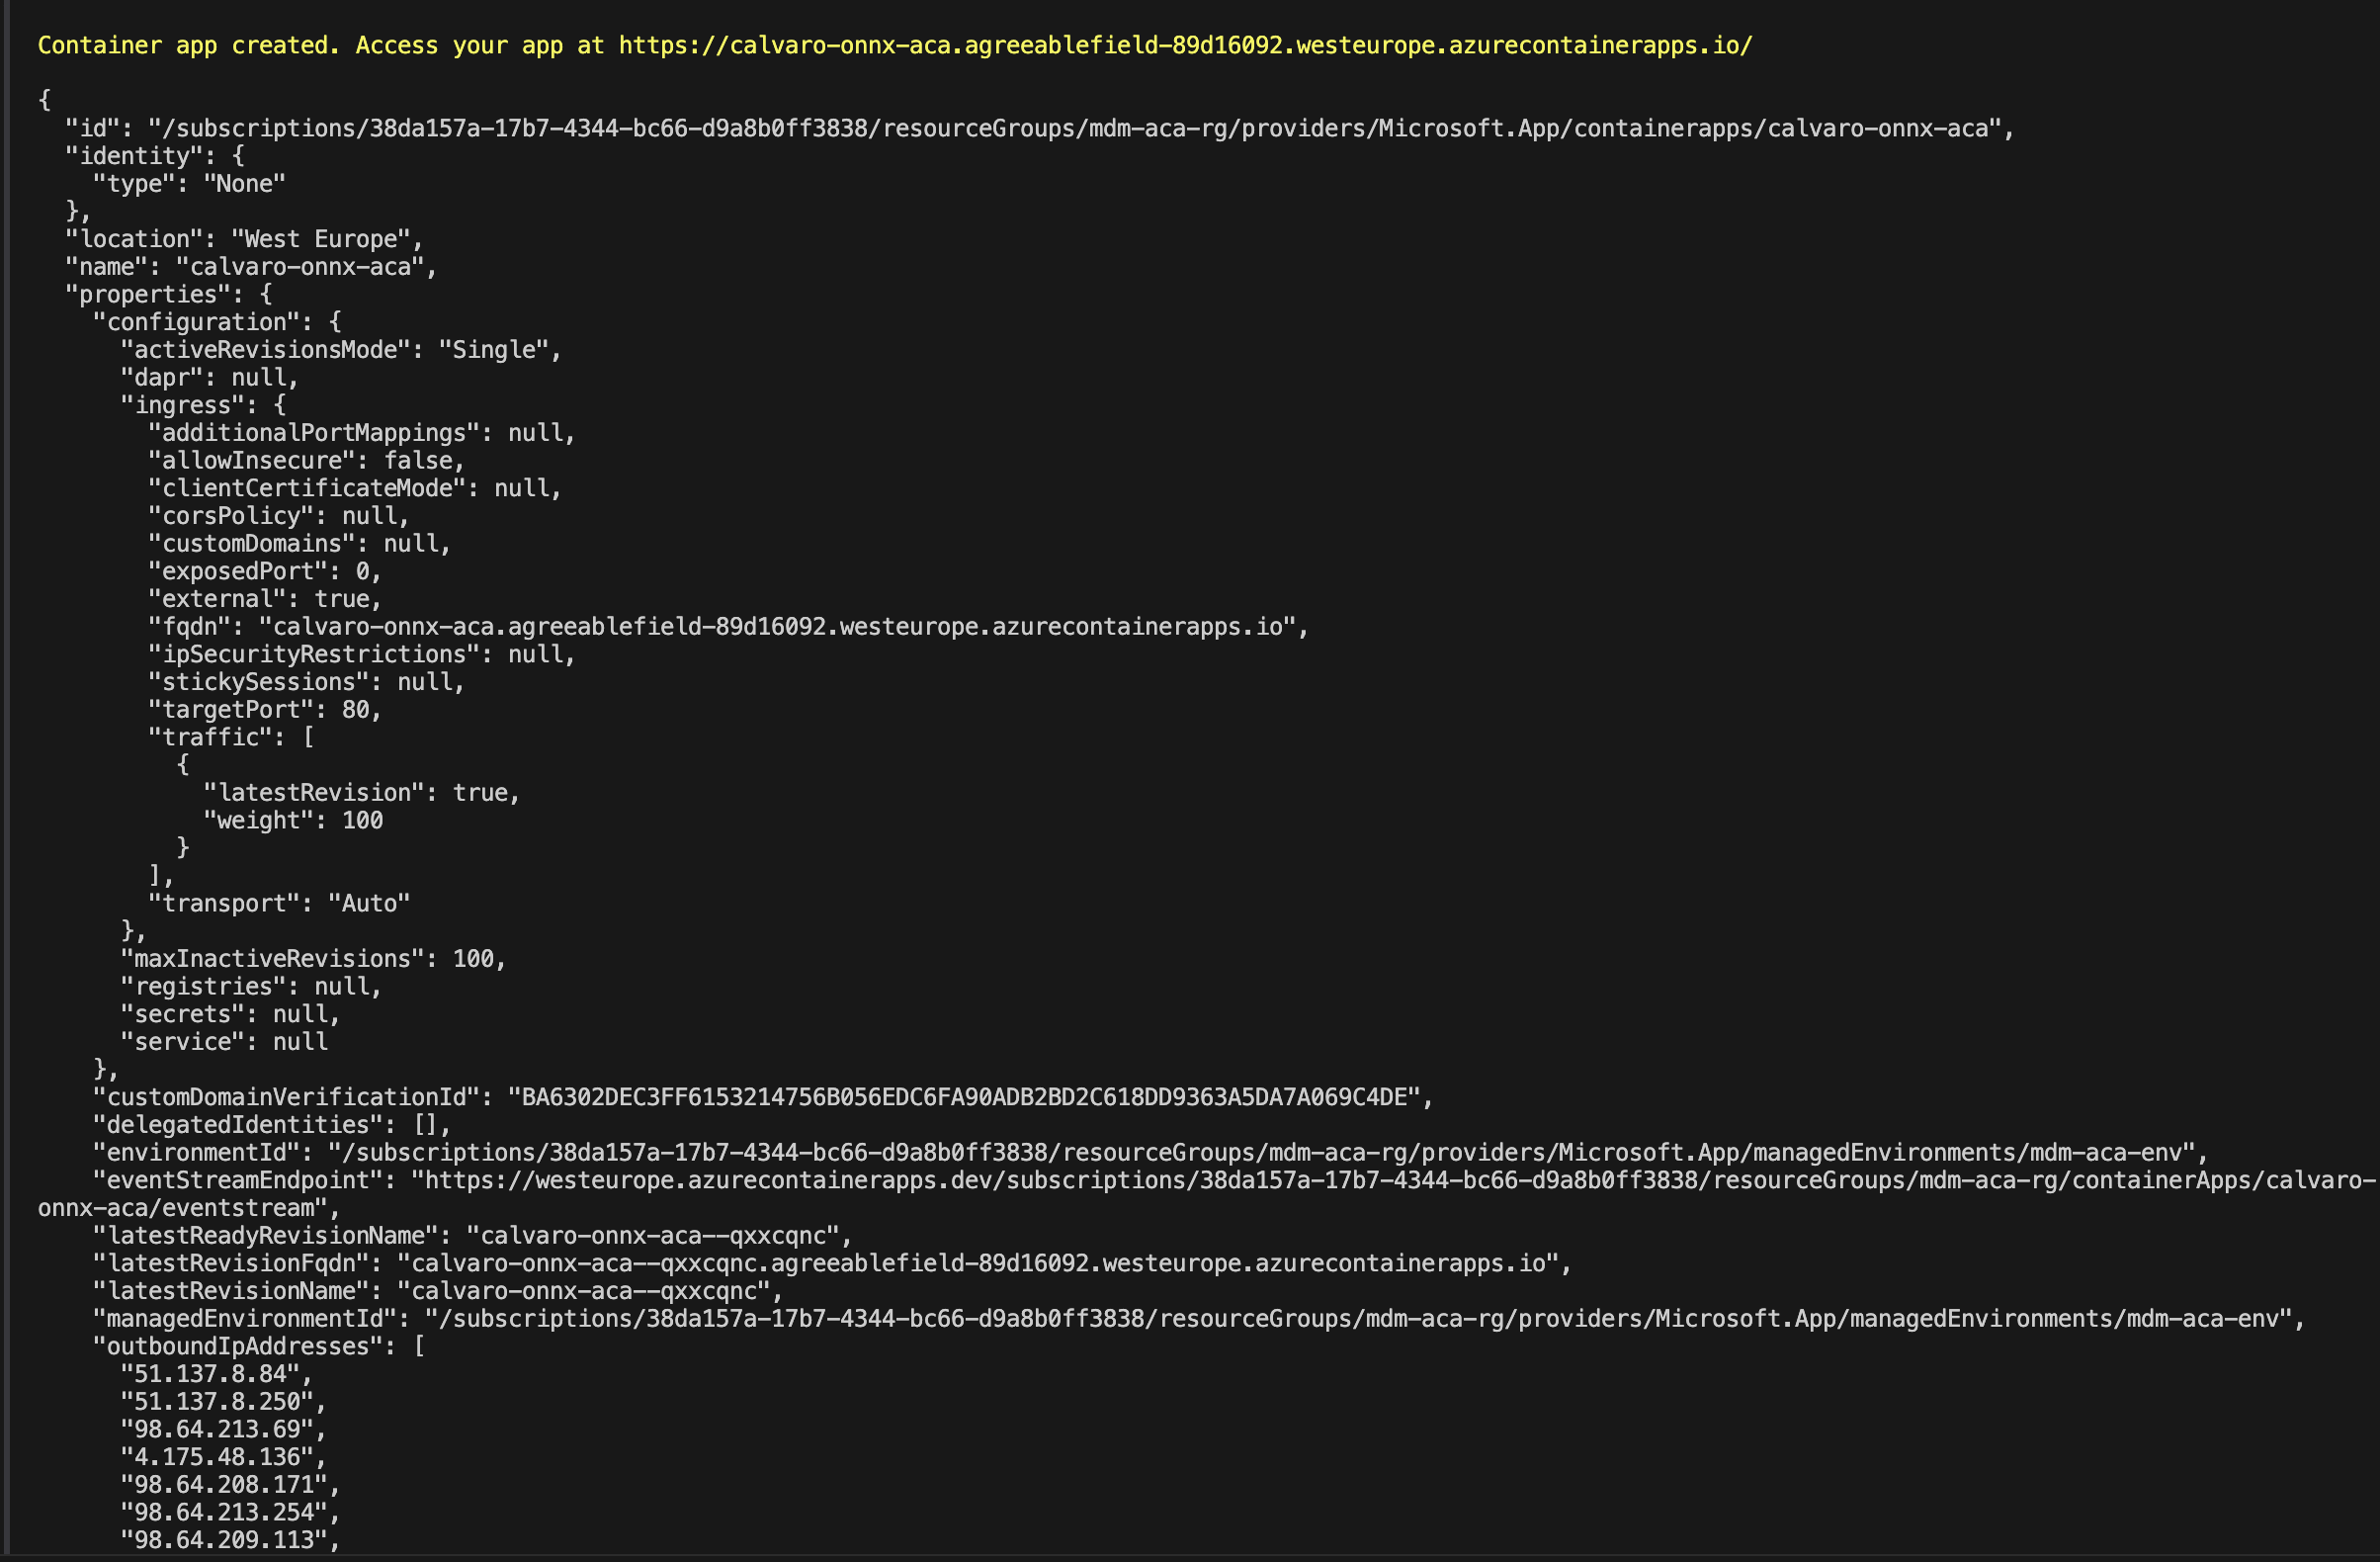 Container app created. Access your app at https://calvaro-onnx-aca.agreeablefield-89d16092.westeurope.azurecontainerapps.io/
{
  "id": "/subscriptions/38da157a-17b7-4344-bc66-d9a8b0ff3838/resourceGroups/mdm-aca-rg/providers/Microsoft.App/containerapps/calvaro-onnx-aca",
  "identity": {
    "type": "None"
  },
  "location": "West Europe",
  "name": "calvaro-onnx-aca",
  "properties": {
    "configuration": {
      "activeRevisionsMode": "Single",
      "dapr": null,
      "ingress": {
        "additionalPortMappings": null,
        "allowInsecure": false,
        "clientCertificateMode": null,
        "corsPolicy": null,
        "customDomains": null,
        "exposedPort": 0,
        "external": true,
        "fqdn": "calvaro-onnx-aca.agreeablefield-89d16092.westeurope.azurecontainerapps.io",
        "ipSecurityRestrictions": null,
        "stickySessions": null,
        "targetPort": 80,
        "traffic": [
          {
            "latestRevision": true,
            "weight": 100
          }
        ],
        "transport": "Auto"
      },
      "maxInactiveRevisions": 100,
      "registries": null,
      "secrets": null,
      "service": null
    },
    "customDomainVerificationId": "BA6302DEC3FF6153214756B056EDC6FA90ADB2BD2C618DD9363A5DA7A069C4DE",
    "delegatedIdentities": [],
    "environmentId": "/subscriptions/38da157a-17b7-4344-bc66-d9a8b0ff3838/resourceGroups/mdm-aca-rg/providers/Microsoft.App/managedEnvironments/mdm-aca-env",
    "eventStreamEndpoint": "https://westeurope.azurecontainerapps.dev/subscriptions/38da157a-17b7-4344-bc66-d9a8b0ff3838/resourceGroups/mdm-aca-rg/containerApps/calvaro-
onnx-aca/eventstream",
    "latestReadyRevisionName": "calvaro-onnx-aca--qxxcqnc",
    "latestRevisionFqdn": "calvaro-onnx-aca--qxxcqnc.agreeablefield-89d16092.westeurope.azurecontainerapps.io",
    "latestRevisionName": "calvaro-onnx-aca--qxxcqnc",
    "managedEnvironmentId": "/subscriptions/38da157a-17b7-4344-bc66-d9a8b0ff3838/resourceGroups/mdm-aca-rg/providers/Microsoft.App/managedEnvironments/mdm-aca-env",
    "outboundIpAddresses": [
      "51.137.8.84",
      "51.137.8.250",
      "98.64.213.69",
      "4.175.48.136",
      "98.64.208.171",
      "98.64.213.254",
      "98.64.209.113",